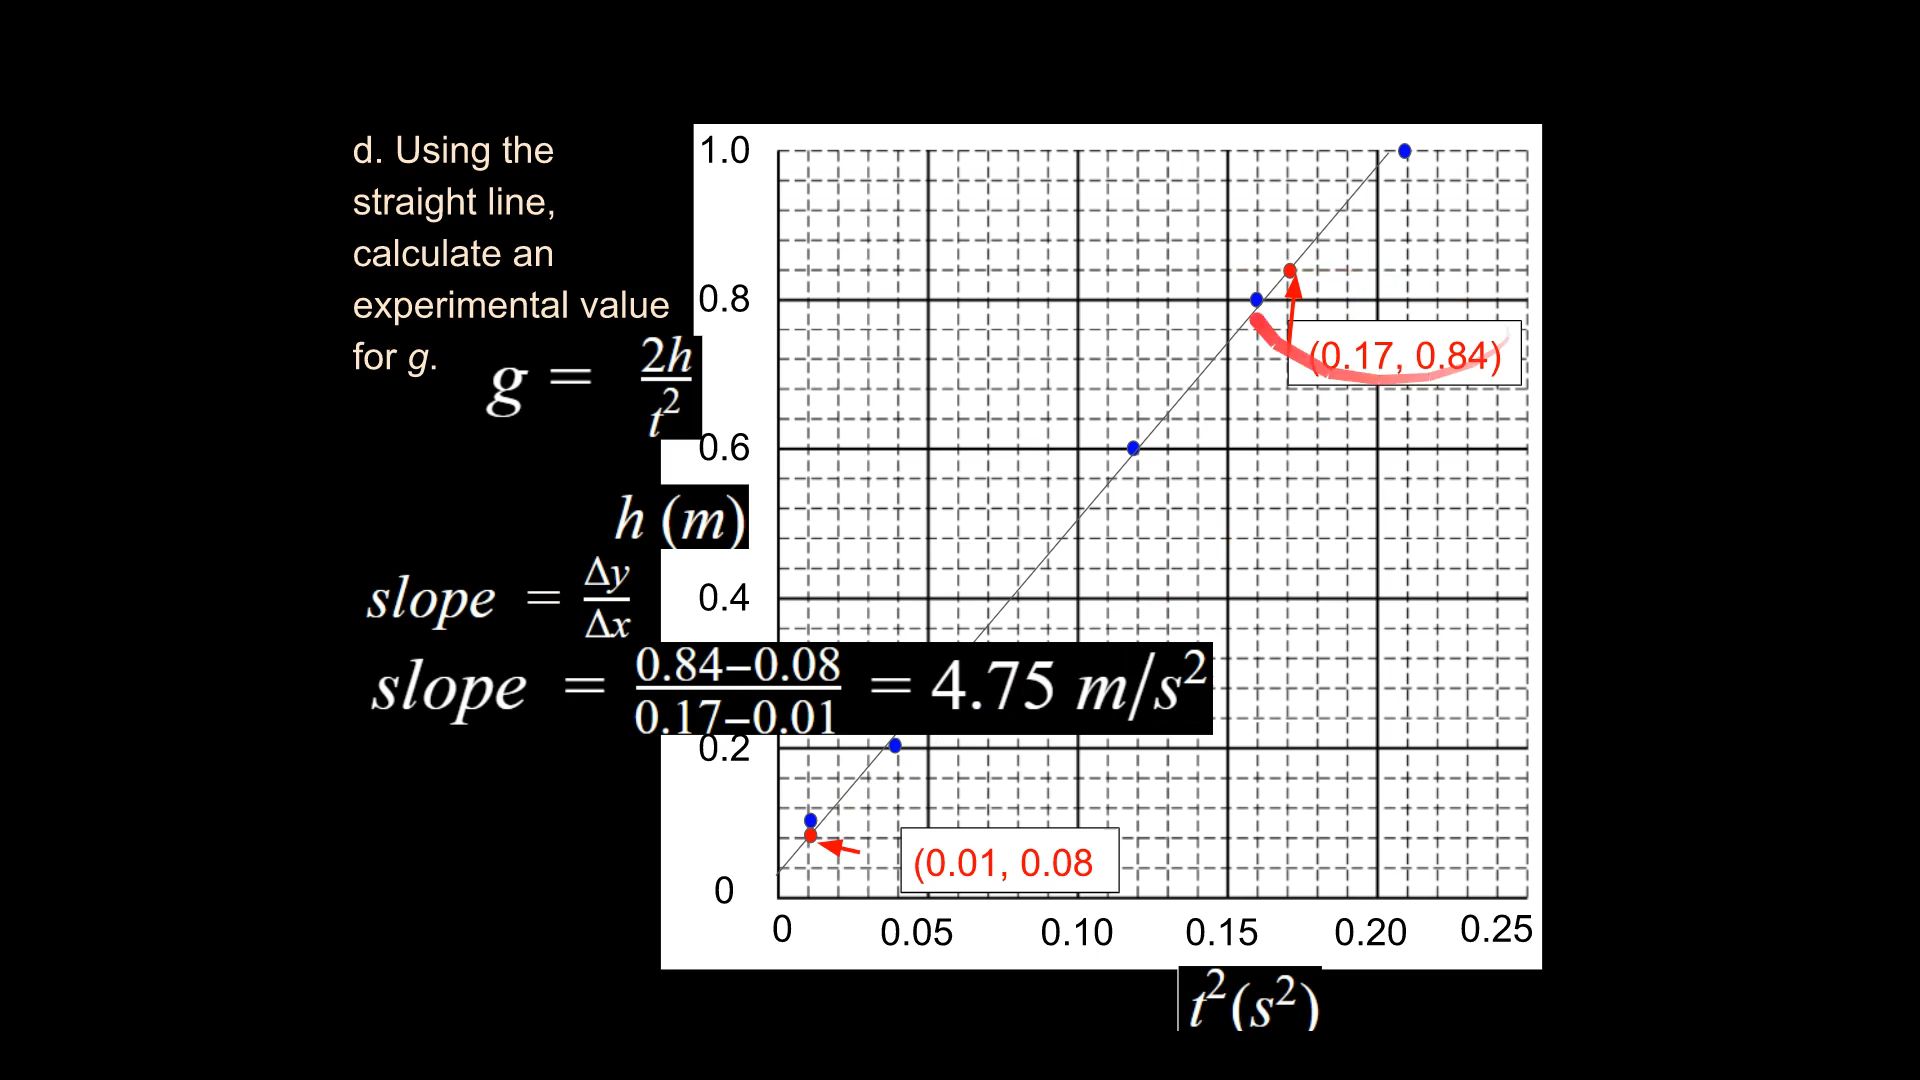 d. Using the
straight line,
calculate an
experimental value
for g.
g = 2h/t²
h (m)
slope = Δy/Δx
slope = 0.84–0.08/0.17–0.01 = 4.75 m/s²
1.0
0.8
0.6
0.4
0.2
0
(0.17, 0.84)
(0.01, 0.08
0 0.05 0.10 0.15 0.20 0.25
t²(s²)